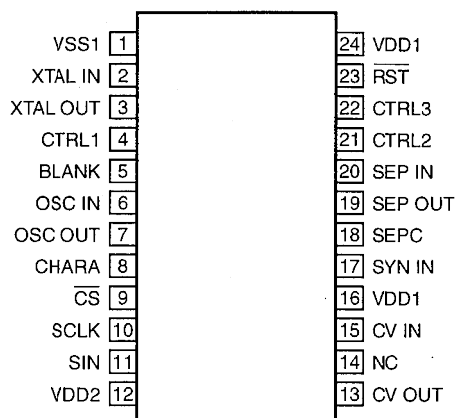 VSS1 1 24 VDD1
XTAL IN 2 23 R̅S̅T̅
XTAL OUT 3 22 CTRL3
CTRL1 4 21 CTRL2
BLANK 5 20 SEP IN
OSC IN 6 19 SEP OUT
OSC OUT 7 18 SEPC
CHARA 8 17 SYN IN
C̅S̅ 9 16 VDD1
SCLK 10 15 CV IN
SIN 11 14 NC
VDD2 12 13 CV OUT